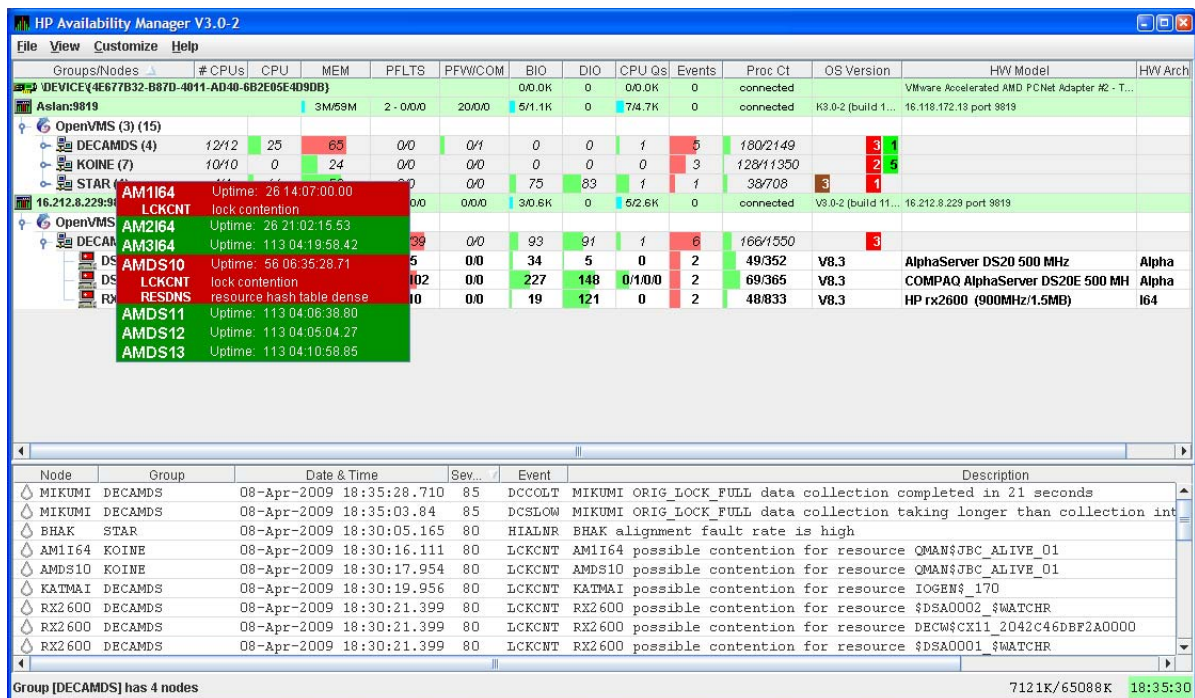 HP Availability Manager V3.0-2
File View Customize Help
Groups/Nodes # CPUs CPU MEM PFLTS PFW/COM BIO DIO CPU Qs Events Proc Ct OS Version HW Model HW Arch
\DEVICE\{4E677B32-B87D-4011-AD40-6B2E05E4D9DB} 0/0.0K 0 0/0.0K 0 connected VMware Accelerated AMD PCNet Adapter #2 - T...
Aslan:9819 3M/59M 2 - 0/0/0 20/0/0 5/1.1K 0 7/4.7K 0 connected K3.0-2 (build 1... 16.118.172.13 port 9819
OpenVMS (3) (15)
DECAMDS (4) 12/12 25 65 0/0 0/1 0 0 1 5 180/2149 3 1
KOINE (7) 10/10 0 24 0/0 0/0 0 0 0 3 128/11350 2 5
STAR 0/0 75 83 1 1 38/708 3 1
16.212.8.229:9 0/0 0/0/0 3/0.6K 0 5/2.6K 0 connected V3.0-2 (build 11... 16.212.8.229 port 9819
OpenVMS
DECAM 39 0/0 93 91 1 6 166/1550 3
DS 5 0/0 34 5 0 2 49/352 V8.3 AlphaServer DS20 500 MHz Alpha
DS 02 0/0 227 148 0/1/0/0 2 69/365 V8.3 COMPAQ AlphaServer DS20E 500 MH Alpha
RX 10 0/0 19 121 0 2 48/833 V8.3 HP rx2600 (900MHz/1.5MB) I64
AM1I64 Uptime: 26 14:07:00.00
LCKCNT lock contention
AM2I64 Uptime: 26 21:02:15.53
AM3I64 Uptime: 113 04:19:58.42
AMDS10 Uptime: 56 06:35:28.71
LCKCNT lock contention
RESDNS resource hash table dense
AMDS11 Uptime: 113 04:06:38.80
AMDS12 Uptime: 113 04:05:04.27
AMDS13 Uptime: 113 04:10:58.85
Node Group Date & Time Sev... Event Description
MIKUMI DECAMDS 08-Apr-2009 18:35:28.710 85 DCCOLT MIKUMI ORIG_LOCK_FULL data collection completed in 21 seconds
MIKUMI DECAMDS 08-Apr-2009 18:35:03.84 85 DCSLOW MIKUMI ORIG_LOCK_FULL data collection taking longer than collection int
BHAK STAR 08-Apr-2009 18:30:05.165 80 HIALNR BHAK alignment fault rate is high
AM1I64 KOINE 08-Apr-2009 18:30:16.111 80 LCKCNT AM1I64 possible contention for resource QMAN$JBC_ALIVE_01
AMDS10 KOINE 08-Apr-2009 18:30:17.954 80 LCKCNT AMDS10 possible contention for resource QMAN$JBC_ALIVE_01
KATMAI DECAMDS 08-Apr-2009 18:30:19.956 80 LCKCNT KATMAI possible contention for resource IOGEN$_170
RX2600 DECAMDS 08-Apr-2009 18:30:21.399 80 LCKCNT RX2600 possible contention for resource $DSA0002_$WATCHR
RX2600 DECAMDS 08-Apr-2009 18:30:21.399 80 LCKCNT RX2600 possible contention for resource DECW$CX11_2042C46DBF2A0000
RX2600 DECAMDS 08-Apr-2009 18:30:21.399 80 LCKCNT RX2600 possible contention for resource $DSA0001_$WATCHR
Group [DECAMDS] has 4 nodes 7121K/65088K 18:35:30